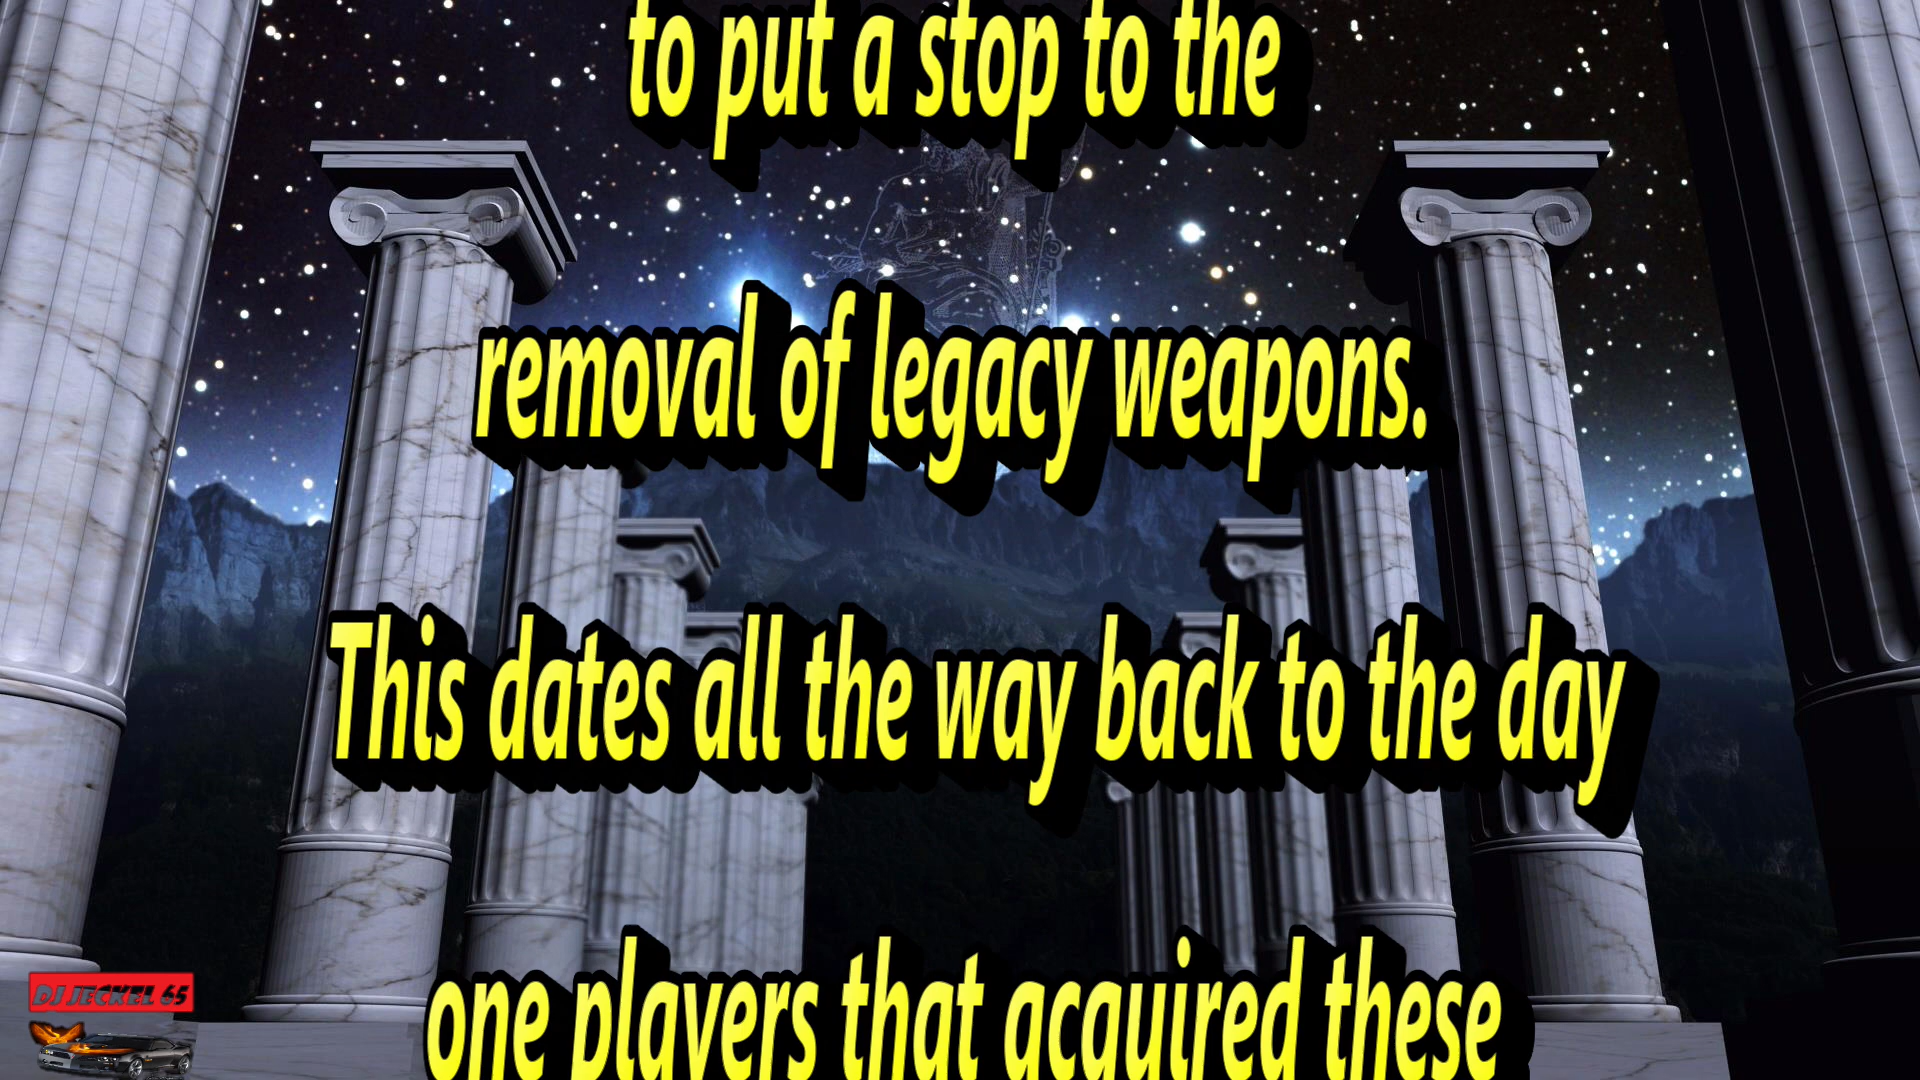 to put a stop to the
removal of legacy weapons.
This dates all the way back to the day
one players that acquired these
DJ JECKEL 65